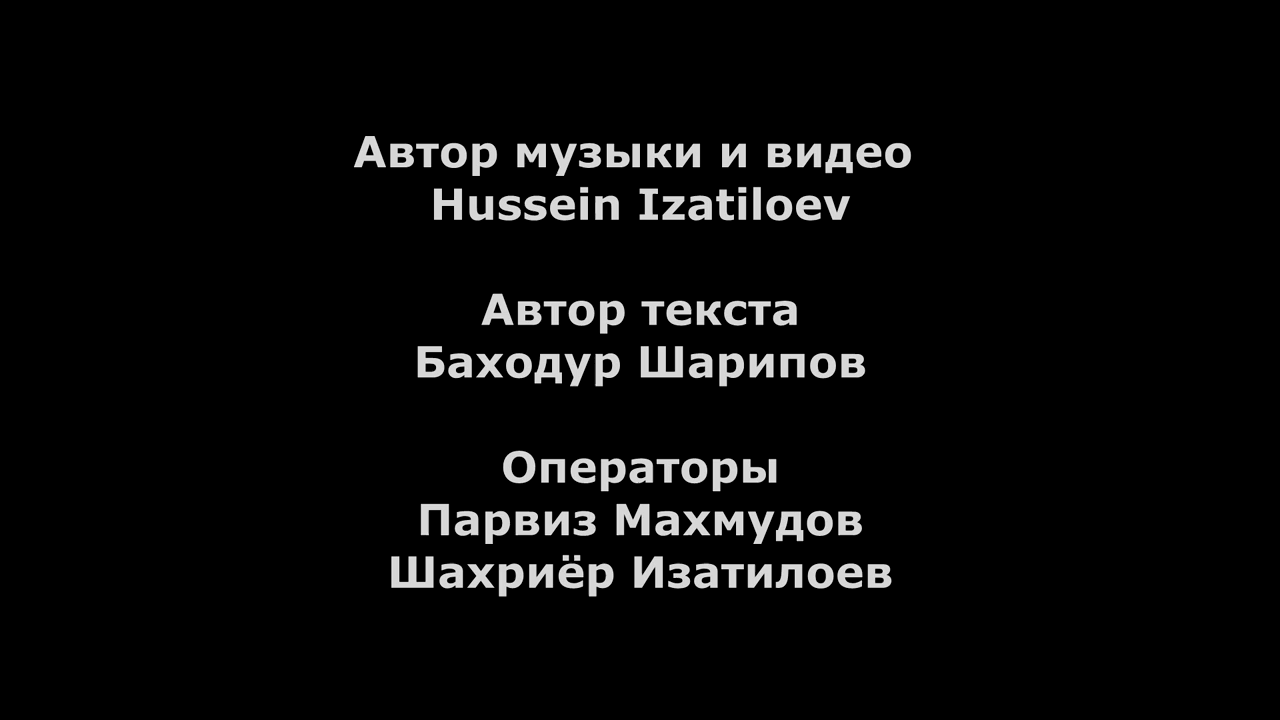 Автор музыки и видео
Hussein Izatiloev
Автор текста
Баходур Шарипов
Операторы
Парвиз Махмудов
Шахриёр Изатилоев